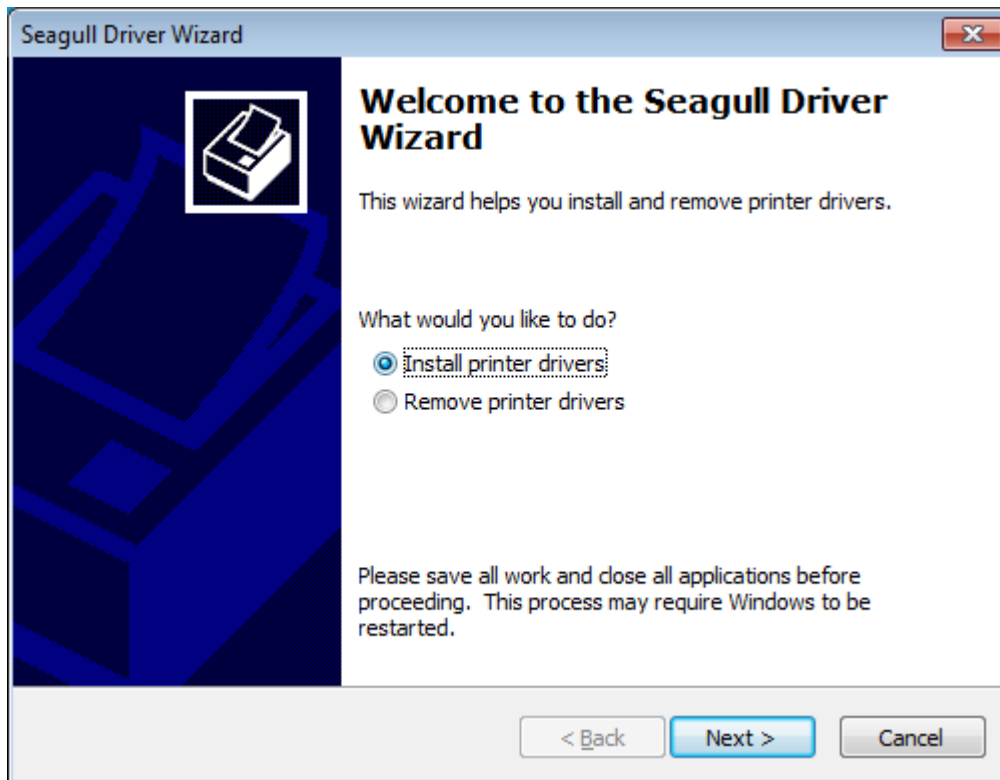 Seagull Driver Wizard
Welcome to the Seagull Driver
Wizard
This wizard helps you install and remove printer drivers.
What would you like to do?
Install printer drivers
Remove printer drivers
Please save all work and close all applications before
proceeding.  This process may require Windows to be
restarted.
< Back
Next >
Cancel